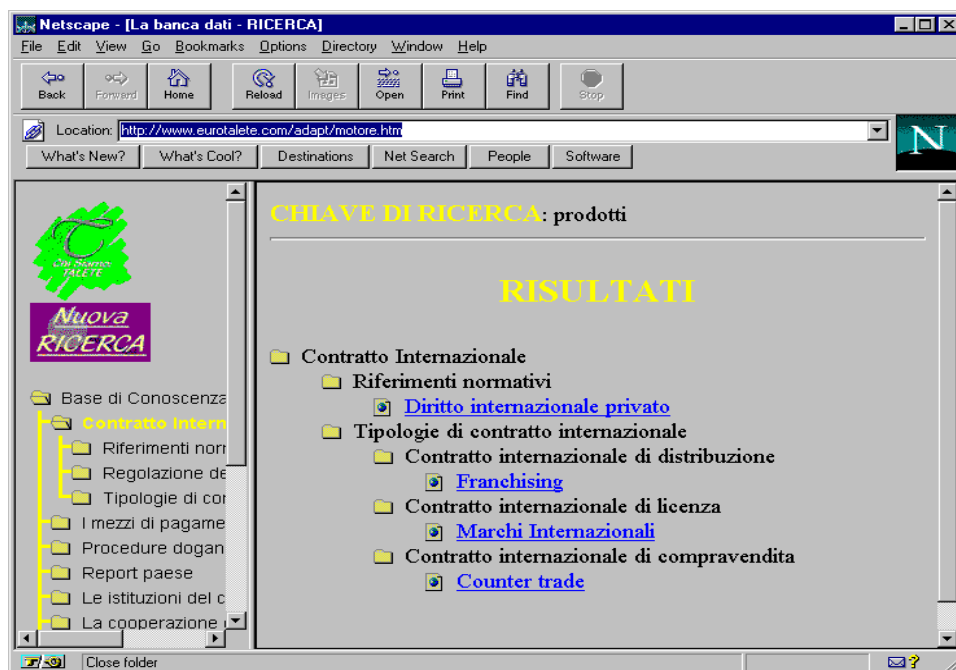 Netscape - [La banca dati - RICERCA]
File Edit View Go Bookmarks Options Directory Window Help
Back Forward Home Reload Images Open Print Find Stop
Location: http://www.eurotalete.com/adapt/motore.htm
What's New? What's Cool? Destinations Net Search People Software
N
TALETE
Nuova
RICERCA
Base di Conoscenza
Contratto Intern
Riferimenti norr
Regolazione de
Tipologie di cor
I mezzi di pagame
Procedure dogan
Report paese
Le istituzioni del c
La cooperazione
CHIAVE DI RICERCA: prodotti
RISULTATI
Contratto Internazionale
Riferimenti normativi
Diritto internazionale privato
Tipologie di contratto internazionale
Contratto internazionale di distribuzione
Franchising
Contratto internazionale di licenza
Marchi Internazionali
Contratto internazionale di compravendita
Counter trade
Close folder